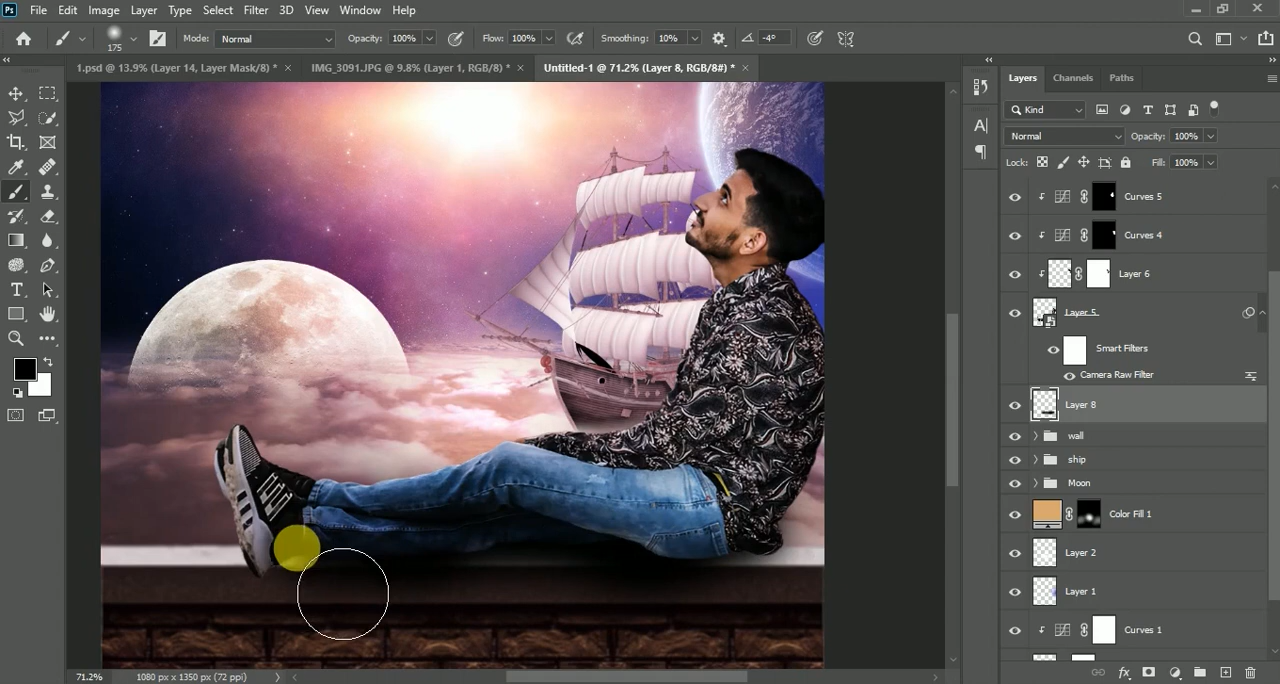 Ps File Edit Image Layer Type Select Filter 3D View Window Help
175 Mode: Normal Opacity: 100% Flow: 100% Smoothing: 10% -4°
1.psd @ 13.9% (Layer 14, Layer Mask/8) * × IMG_3091.JPG @ 9.8% (Layer 1, RGB/8) * × Untitled-1 @ 71.2% (Layer 8, RGB/8#) * ×
Layers Channels Paths
Kind
Normal Opacity: 100%
Lock: Fill: 100%
Curves 5
Curves 4
Layer 6
Layer 5
Smart Filters
Camera Raw Filter
Layer 8
wall
ship
Moon
Color Fill 1
Layer 2
Layer 1
Curves 1
71.2% 1080 px x 1350 px (72 ppi)